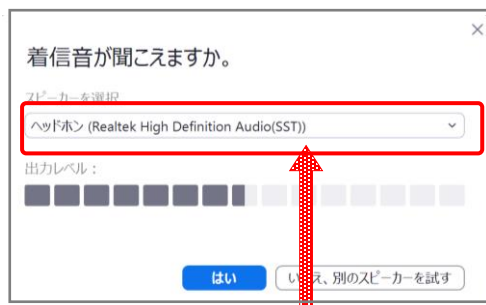 着信音が聞こえますか。
スピーカーを選択
ヘッドホン (Realtek High Definition Audio(SST))
出力レベル：
はい
いいえ、別のスピーカーを試す